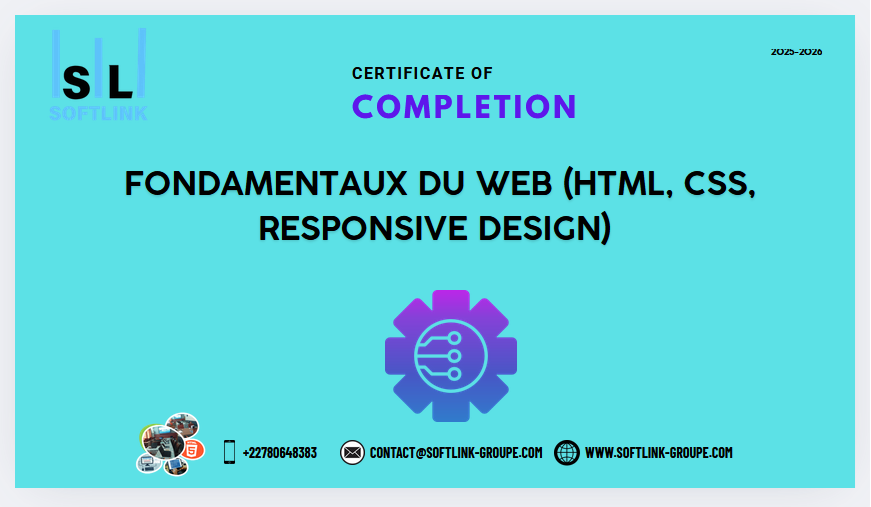 S L
SOFTLINK
2025-2026
CERTIFICATE OF
COMPLETION
FONDAMENTAUX DU WEB (HTML, CSS,
RESPONSIVE DESIGN)
5
+22780648383
CONTACT@SOFTLINK-GROUPE.COM
WWW.SOFTLINK-GROUPE.COM